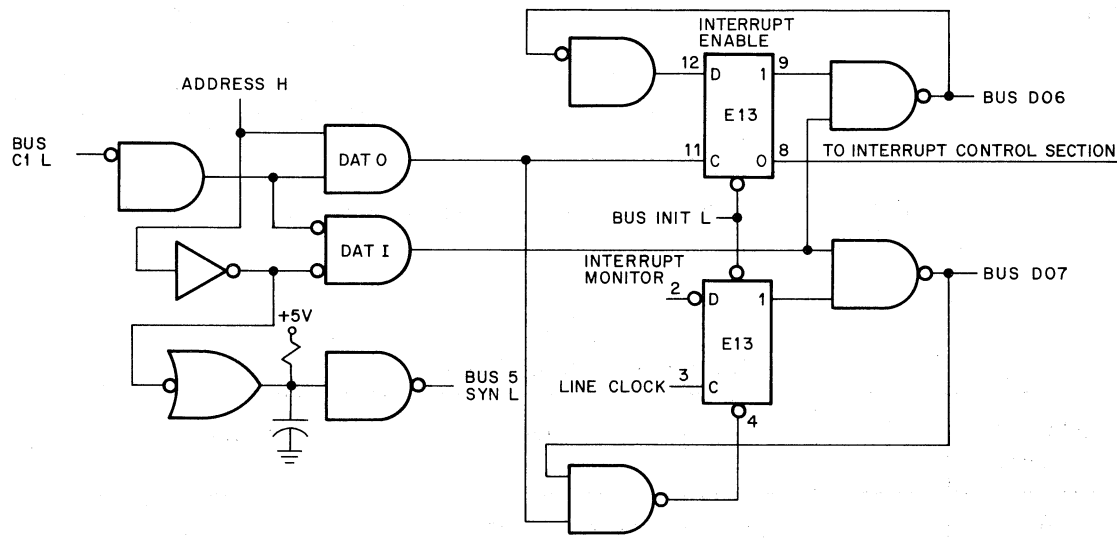 INTERRUPT
ENABLE
ADDRESS H
BUS
C1 L
DAT O
DAT I
12
D
1
9
E13
11
C
O
8
BUS D06
TO INTERRUPT CONTROL SECTION
BUS INIT L
INTERRUPT
MONITOR
2
D
1
E13
3
C
LINE CLOCK
4
BUS D07
+5V
BUS 5
SYN L